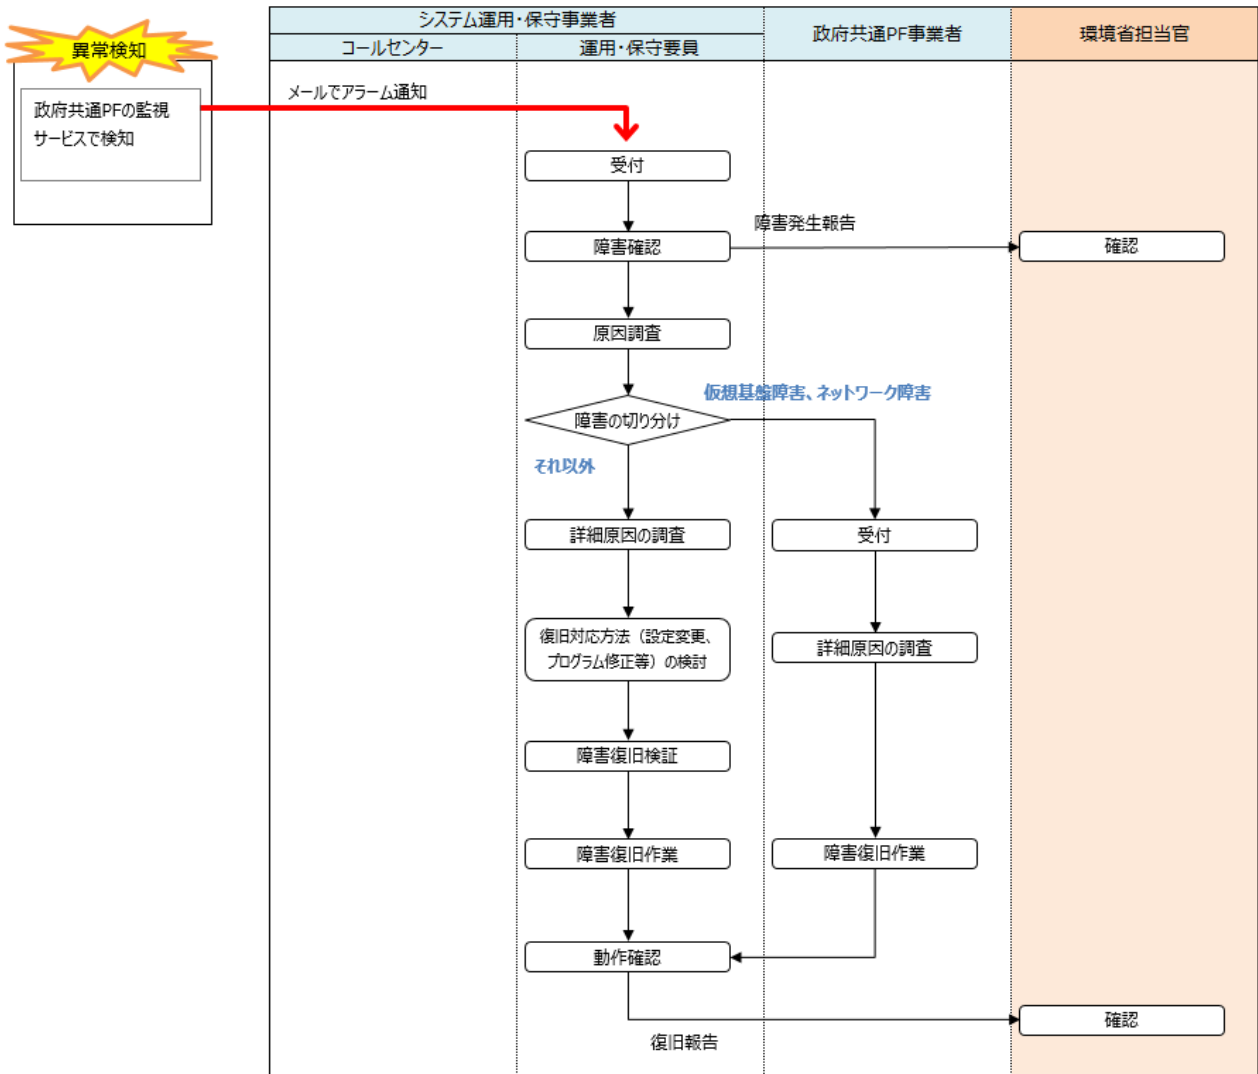 異常検知
政府共通PFの監視
サービスで検知
システム運用・保守事業者
コールセンター
運用・保守要員
政府共通PF事業者
環境省担当官
メールでアラーム通知
受付
障害発生報告
障害確認
確認
原因調査
仮想基盤障害、ネットワーク障害
障害の切り分け
それ以外
詳細原因の調査
受付
復旧対応方法（設定変更、
プログラム修正等）の検討
詳細原因の調査
障害復旧検証
障害復旧作業
障害復旧作業
動作確認
確認
復旧報告